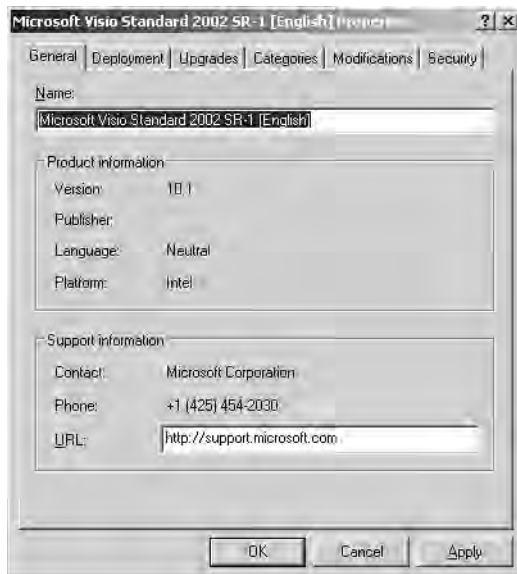 Microsoft Visio Standard 2002 SR-1 [English] Properties
General Deployment Upgrades Categories Modifications Security
Name:
Microsoft Visio Standard 2002 SR-1 [English]
Product information
Version: 10.1
Publisher:
Language: Neutral
Platform: Intel
Support information
Contact: Microsoft Corporation
Phone: +1 (425) 454-2030
URL: http://support.microsoft.com
OK Cancel Apply